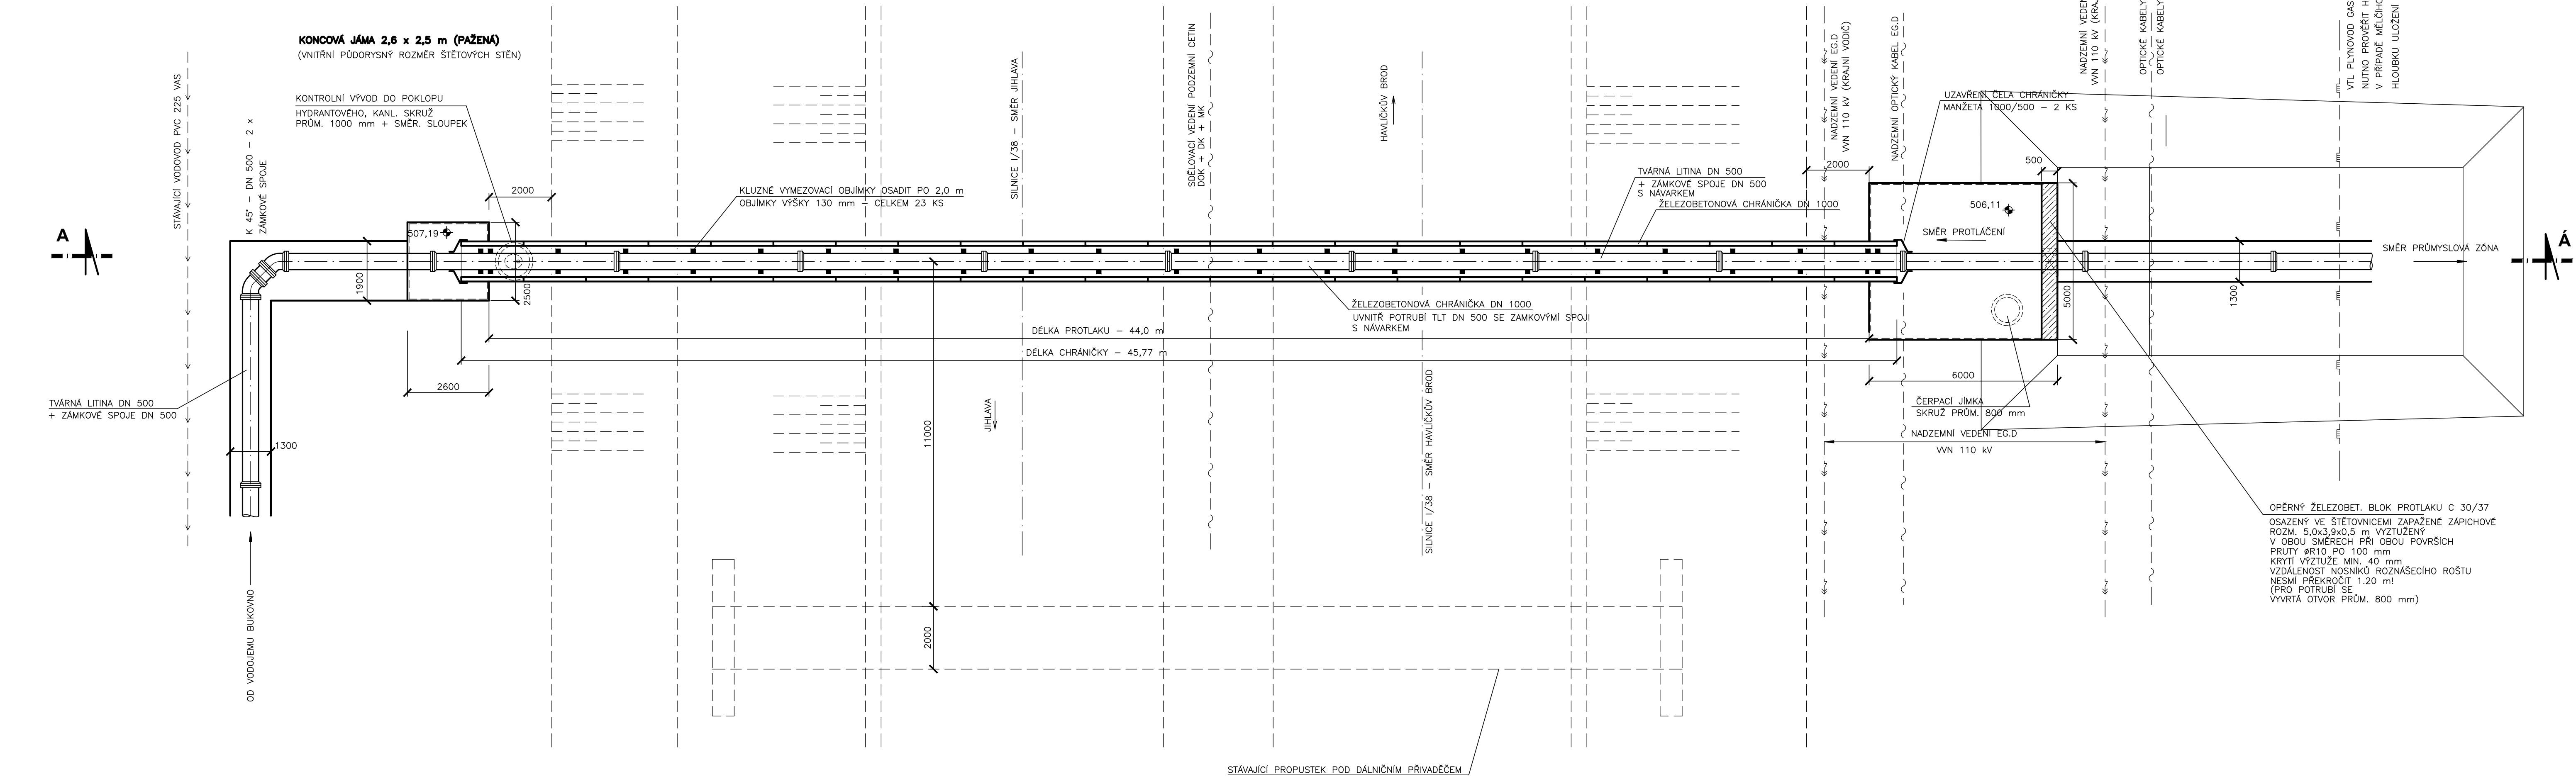 KONCOVÁ JÁMA 2,6 x 2,5 m (PAŽENÁ)
(VNITŘNÍ PŮDORYSNÝ ROZMĚR ŠTĚTOVÝCH STĚN)
KONTROLNÍ VÝVOD DO POKLOPU
HYDRANTOVÉHO, KANL. SKRUŽ
PRŮM. 1000 mm + SMĚR. SLOUPEK
STÁVAJÍCÍ VODOVOD PVC 225 VAS
K 45° - DN 500 - 2 x
ZÁMKOVÉ SPOJE
A
507,19
1900
2000
2500
2600
1300
TVÁRNÁ LITINA DN 500
+ ZÁMKOVÉ SPOJE DN 500
OD VODOJEMU BUKOVNO
KLUZNÉ VYMEZOVACÍ OBJÍMKY OSADIT PO 2,0 m
OBJÍMKY VÝŠKY 130 mm - CELKEM 23 KS
SILNICE I/38 - SMĚR JIHLAVA
JIHLAVA
SDĚLOVACÍ VEDENÍ PODZEMNÍ CETIN
DOK + DK + MK
HAVLÍČKŮV BROD
SILNICE I/38 - SMĚR HAVLÍČKŮV BROD
DÉLKA PROTLAKU - 44,0 m
DÉLKA CHRÁNIČKY - 45,77 m
11000
2000
ŽELEZOBETONOVÁ CHRÁNIČKA DN 1000
UVNITŘ POTRUBÍ TLT DN 500 SE ZAMKOVÝMÍ SPOJI
S NÁVARKEM
STÁVAJÍCÍ PROPUSTEK POD DÁLNIČNÍM PŘIVADĚČEM
TVÁRNÁ LITINA DN 500
+ ZÁMKOVÉ SPOJE DN 500
S NÁVARKEM
ŽELEZOBETONOVÁ CHRÁNIČKA DN 1000
2000
NADZEMNÍ VEDENÍ EG.D
VVN 110 kV (KRAJNÍ VODIČ)
NADZEMNÍ OPTICKÝ KABEL EG.D
UZAVŘENÍ ČELA CHRÁNIČKY
MANŽETA 1000/500 - 2 KS
500
506,11
SMĚR PROTLÁČENÍ
5000
6000
ČERPACÍ JÍMKA
SKRUŽ PRŮM. 800 mm
NADZEMNÍ VEDENÍ EG.D
VVN 110 kV
NADZEMNÍ VEDEN
VVN 110 kV (KRAJ
OPTICKÉ KABELY
OPTICKÉ KABELY
VTL PLYNOVOD GAS
NUTNO PROVĚŘIT H
V PŘÍPADĚ MĚLČÍHO
HLOUBKU ULOŽENÍ
1300
SMĚR PRŮMYSLOVÁ ZÓNA
Á
OPĚRNÝ ŽELEZOBET. BLOK PROTLAKU C 30/37
OSAZENÝ VE ŠTĚTOVNICEMI ZAPAŽENÉ ZÁPICHOVÉ
ROZM. 5,0x3,9x0,5 m VYZTUŽENÝ
V OBOU SMĚRECH PŘI OBOU POVRŠÍCH
PRUTY ØR10 PO 100 mm
KRYTÍ VÝZTUŽE MIN. 40 mm
VZDÁLENOST NOSNÍKŮ ROZNÁŠECÍHO ROŠTU
NESMÍ PŘEKROČIT 1.20 m!
(PRO POTRUBÍ SE
VYVRTÁ OTVOR PRŮM. 800 mm)